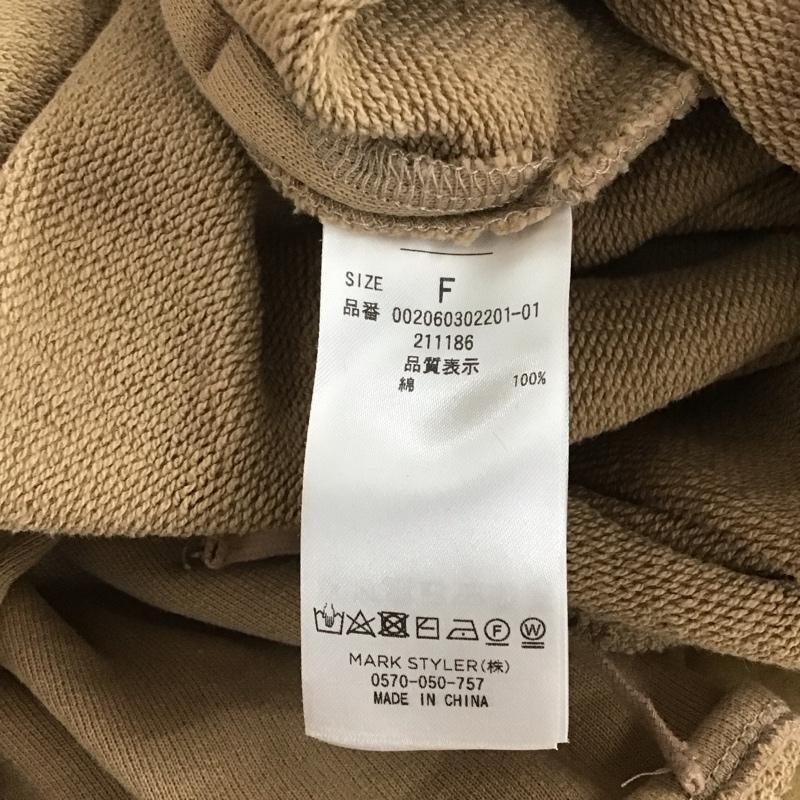 SIZE F
品番 002060302201-01
211186
品質表示
綿 100%
F W
MARK STYLER(株)
0570-050-757
MADE IN CHINA